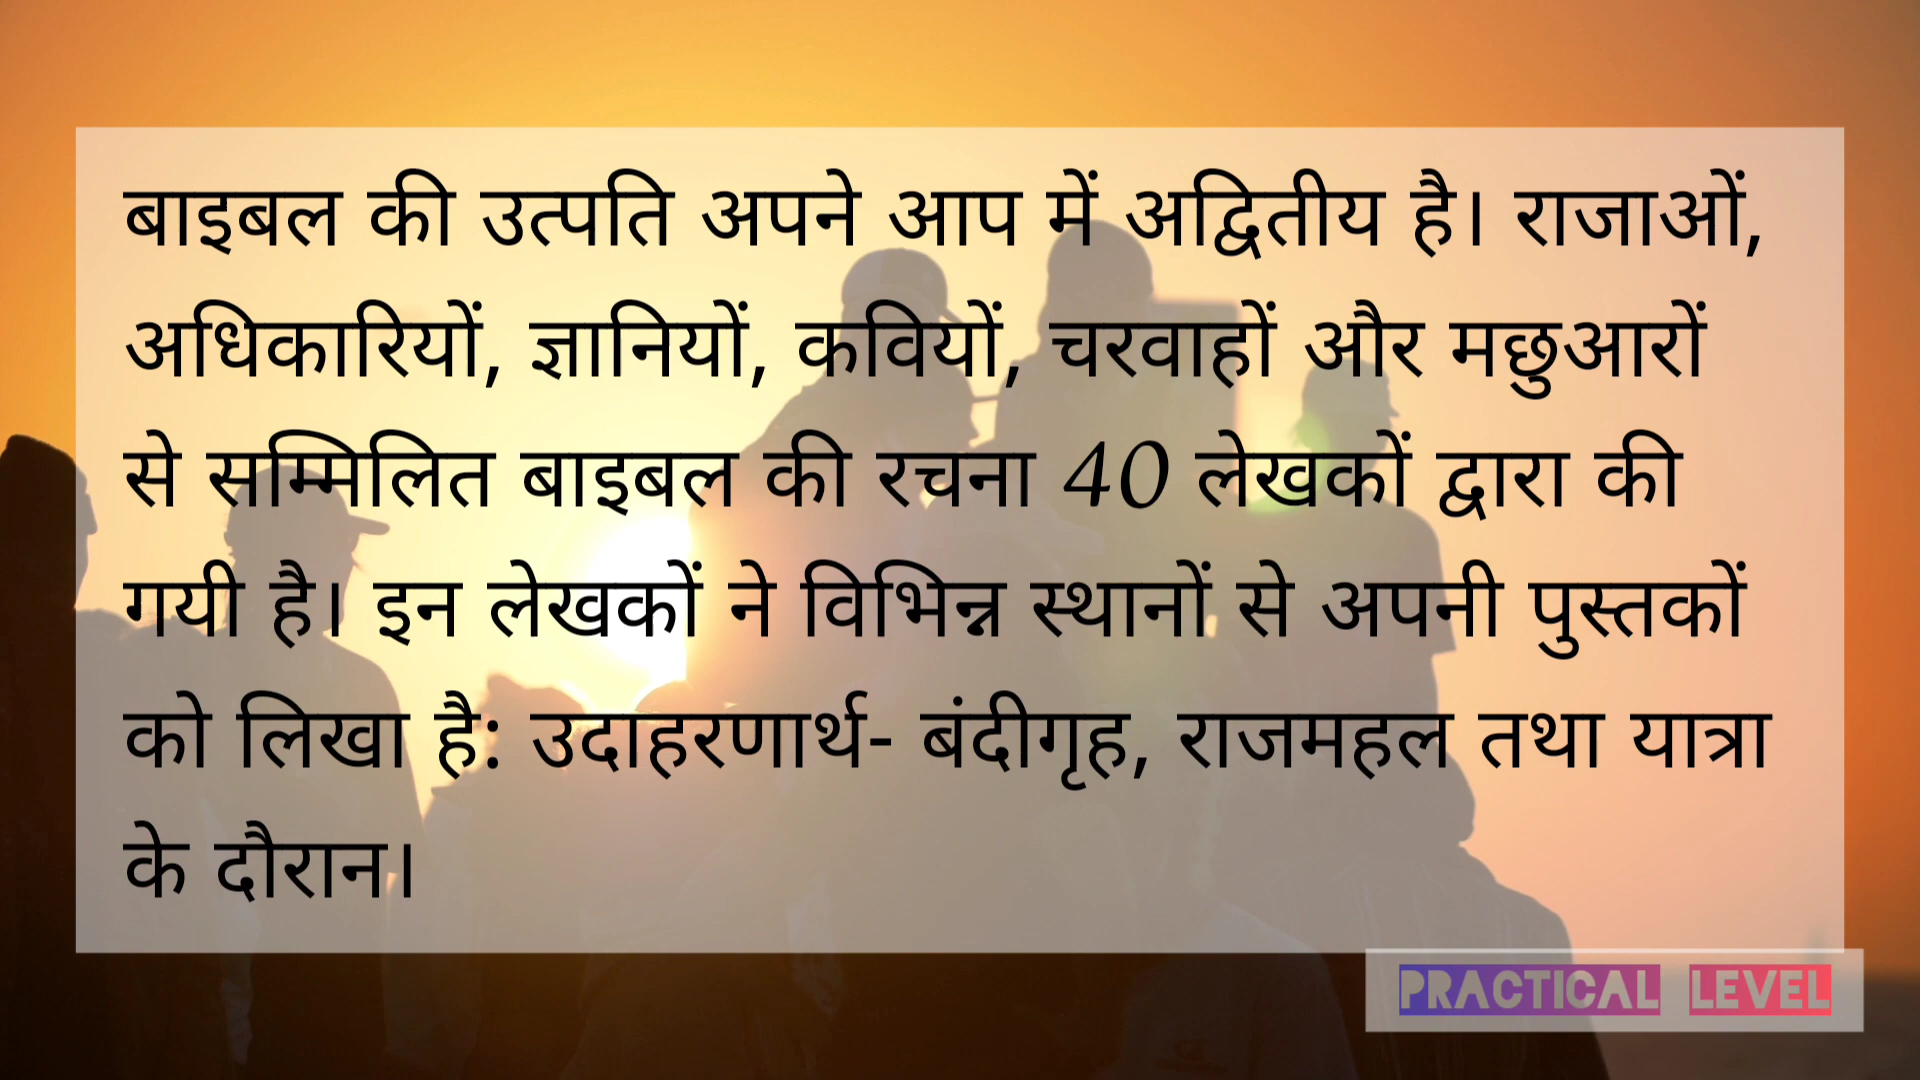 बाइबल की उत्पति अपने आप में अद्वितीय है। राजाओं,
अधिकारियों, ज्ञानियों, कवियों, चरवाहों और मछुआरों
से सम्मिलित बाइबल की रचना 40 लेखकों द्वारा की
गयी है। इन लेखकों ने विभिन्न स्थानों से अपनी पुस्तकों
को लिखा है: उदाहरणार्थ- बंदीगृह, राजमहल तथा यात्रा
के दौरान।
PRACTICAL LEVEL